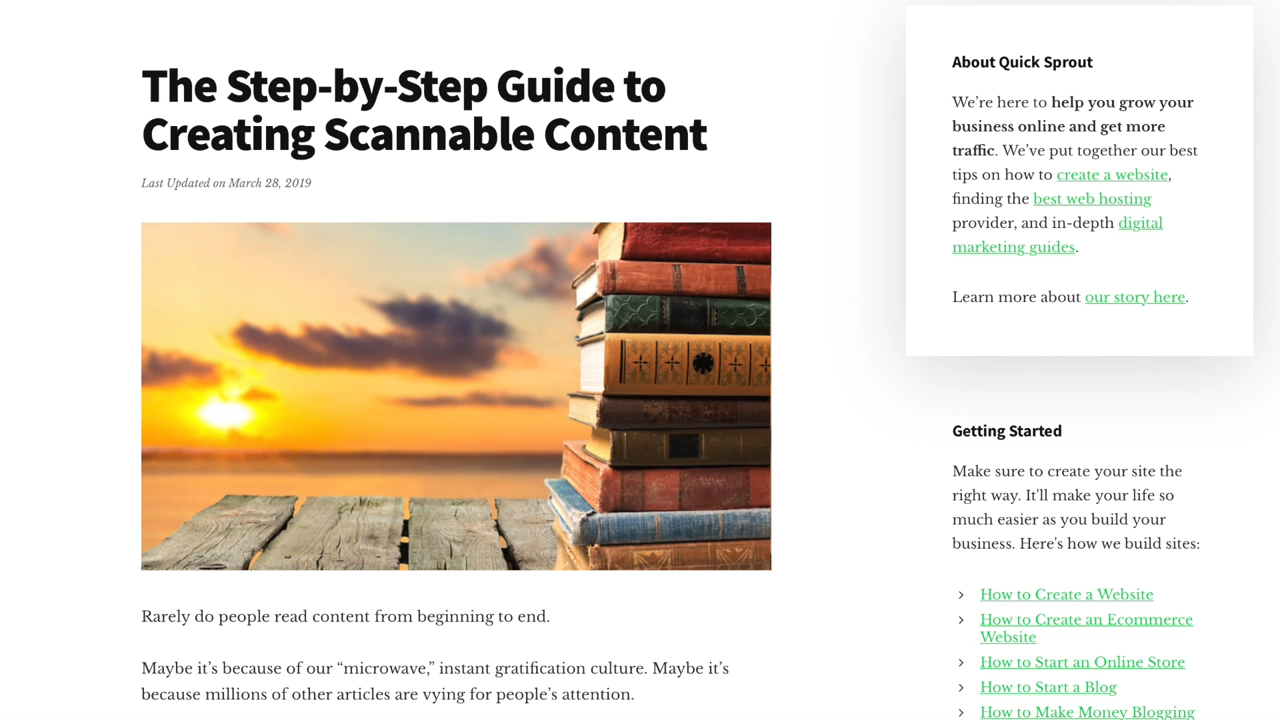 The Step-by-Step Guide to
Creating Scannable Content
Last Updated on March 28, 2019
Rarely do people read content from beginning to end.
Maybe it’s because of our “microwave,” instant gratification culture. Maybe it’s
because millions of other articles are vying for people’s attention.
About Quick Sprout
We’re here to help you grow your
business online and get more
traffic. We’ve put together our best
tips on how to create a website,
finding the best web hosting
provider, and in-depth digital
marketing guides.
Learn more about our story here.
Getting Started
Make sure to create your site the
right way. It'll make your life so
much easier as you build your
business. Here's how we build sites:
How to Create a Website
How to Create an Ecommerce
Website
How to Start an Online Store
How to Start a Blog
How to Make Money Blogging